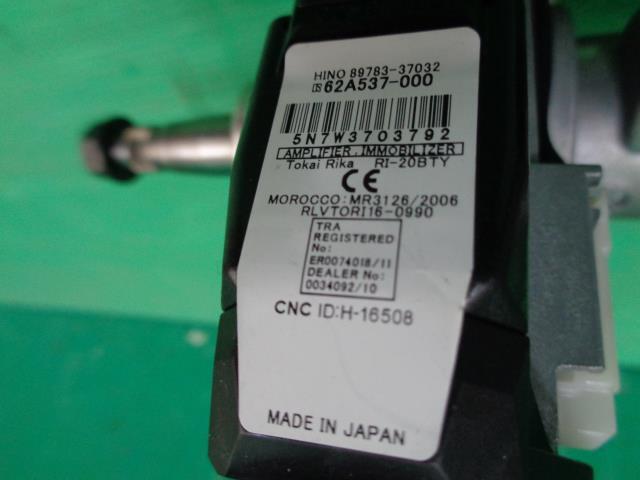 HINO 89783-37032
62A537-000
5N7W3703792
AMPLIFIER .IMMOBILIZER
Tokai Rika RI-20BTY
CE
MOROCCO:MR3126/2006
RLVTORI16-0990
TRA
REGISTERED
No:
ER0074018/11
DEALER No:
0034092/10
CNC ID:H-16508
MADE IN JAPAN